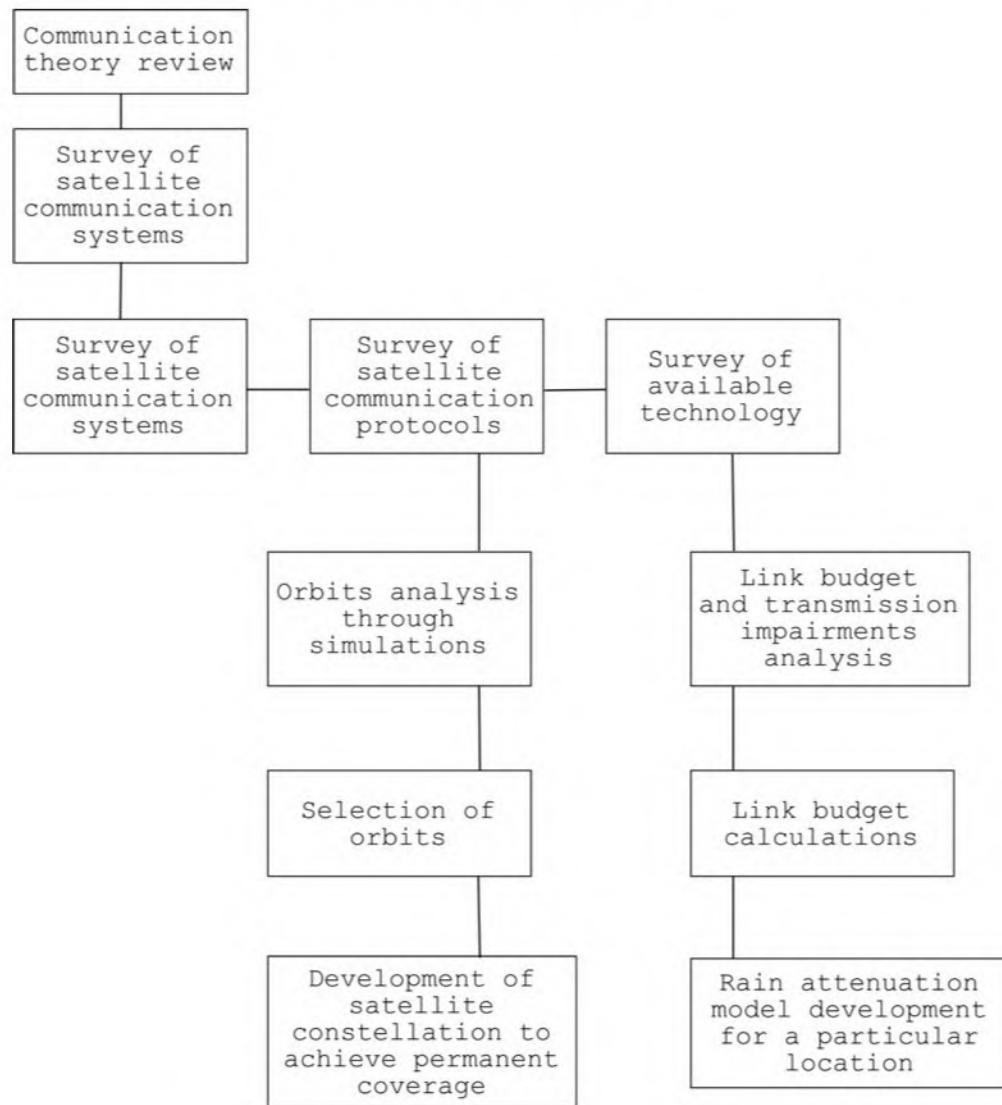 Communication
theory review
Survey of
satellite
communication
systems
Survey of
satellite
communication
systems
Survey of
satellite
communication
protocols
Survey of
available
technology
Orbits analysis
through
simulations
Link budget
and transmission
impairments
analysis
Selection of
orbits
Link budget
calculations
Development of
satellite
constellation to
achieve permanent
coverage
Rain attenuation
model development
for a particular
location